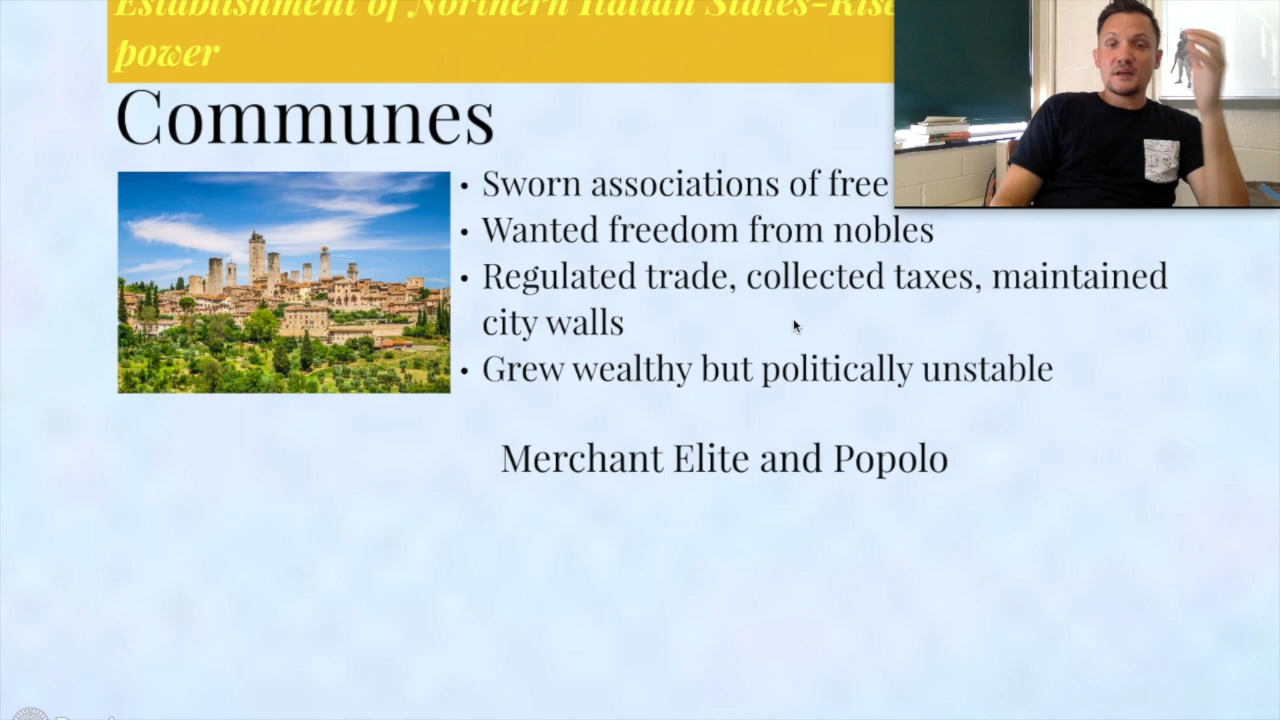 Establishment of Northern Italian States-Rise
power
Communes
• Sworn associations of free
• Wanted freedom from nobles
• Regulated trade, collected taxes, maintained
city walls
• Grew wealthy but politically unstable
Merchant Elite and Popolo